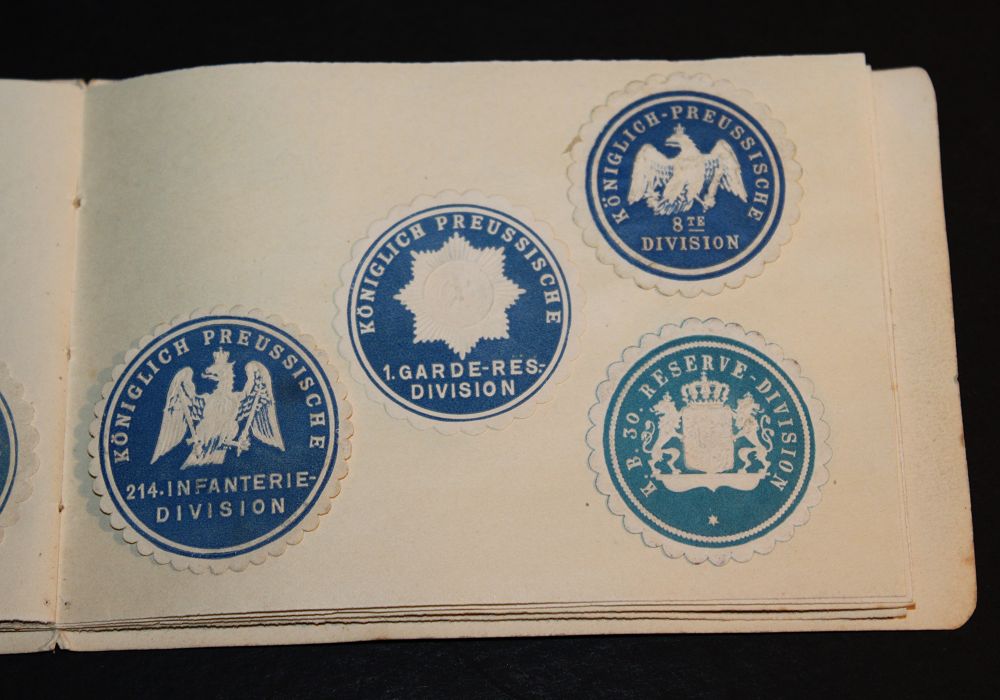 KÖNIGLICH PREUSSISCHE
214. INFANTERIE-
DIVISION
KÖNIGLICH PREUSSISCHE
1. GARDE-RES.-
DIVISION
KÖNIGLICH-PREUSSISCHE
8TE
DIVISION
K. B. 30. RESERVE-DIVISION